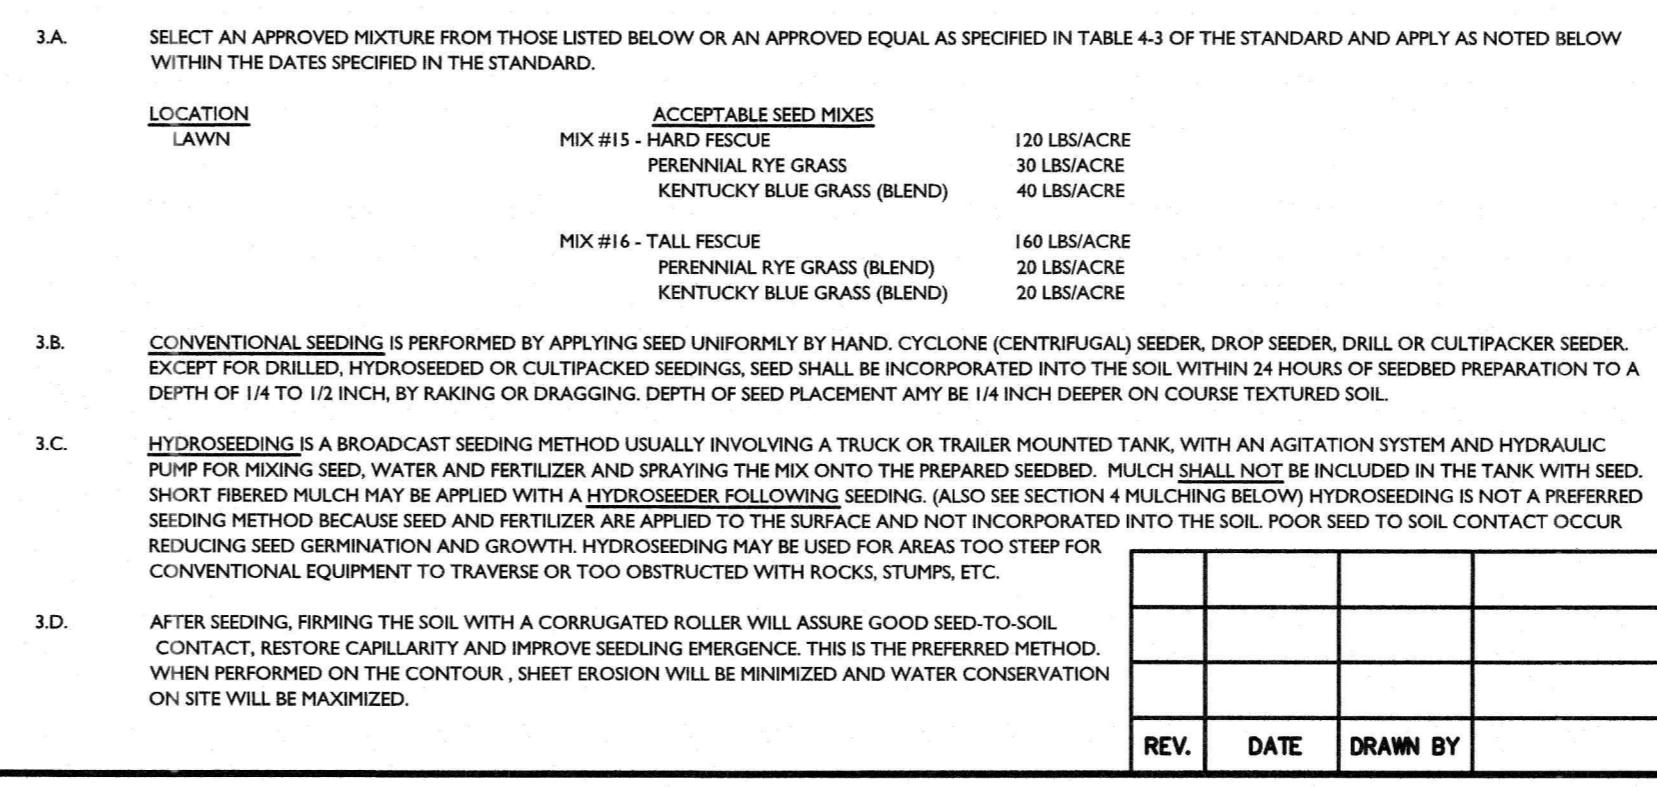 3.A. SELECT AN APPROVED MIXTURE FROM THOSE LISTED BELOW OR AN APPROVED EQUAL AS SPECIFIED IN TABLE 4-3 OF THE STANDARD AND APPLY AS NOTED BELOW
WITHIN THE DATES SPECIFIED IN THE STANDARD.
LOCATION ACCEPTABLE SEED MIXES
LAWN MIX #15 - HARD FESCUE 120 LBS/ACRE
PERENNIAL RYE GRASS 30 LBS/ACRE
KENTUCKY BLUE GRASS (BLEND) 40 LBS/ACRE
MIX #16 - TALL FESCUE 160 LBS/ACRE
PERENNIAL RYE GRASS (BLEND) 20 LBS/ACRE
KENTUCKY BLUE GRASS (BLEND) 20 LBS/ACRE
3.B. CONVENTIONAL SEEDING IS PERFORMED BY APPLYING SEED UNIFORMLY BY HAND. CYCLONE (CENTRIFUGAL) SEEDER, DROP SEEDER, DRILL OR CULTIPACKER SEEDER.
EXCEPT FOR DRILLED, HYDROSEEDED OR CULTIPACKED SEEDINGS, SEED SHALL BE INCORPORATED INTO THE SOIL WITHIN 24 HOURS OF SEEDBED PREPARATION TO A
DEPTH OF 1/4 TO 1/2 INCH, BY RAKING OR DRAGGING. DEPTH OF SEED PLACEMENT AMY BE 1/4 INCH DEEPER ON COURSE TEXTURED SOIL.
3.C. HYDROSEEDING IS A BROADCAST SEEDING METHOD USUALLY INVOLVING A TRUCK OR TRAILER MOUNTED TANK, WITH AN AGITATION SYSTEM AND HYDRAULIC
PUMP FOR MIXING SEED, WATER AND FERTILIZER AND SPRAYING THE MIX ONTO THE PREPARED SEEDBED. MULCH SHALL NOT BE INCLUDED IN THE TANK WITH SEED.
SHORT FIBERED MULCH MAY BE APPLIED WITH A HYDROSEEDER FOLLOWING SEEDING. (ALSO SEE SECTION 4 MULCHING BELOW) HYDROSEEDING IS NOT A PREFERRED
SEEDING METHOD BECAUSE SEED AND FERTILIZER ARE APPLIED TO THE SURFACE AND NOT INCORPORATED INTO THE SOIL. POOR SEED TO SOIL CONTACT OCCUR
REDUCING SEED GERMINATION AND GROWTH. HYDROSEEDING MAY BE USED FOR AREAS TOO STEEP FOR
CONVENTIONAL EQUIPMENT TO TRAVERSE OR TOO OBSTRUCTED WITH ROCKS, STUMPS, ETC.
3.D. AFTER SEEDING, FIRMING THE SOIL WITH A CORRUGATED ROLLER WILL ASSURE GOOD SEED-TO-SOIL
CONTACT, RESTORE CAPILLARITY AND IMPROVE SEEDLING EMERGENCE. THIS IS THE PREFERRED METHOD.
WHEN PERFORMED ON THE CONTOUR , SHEET EROSION WILL BE MINIMIZED AND WATER CONSERVATION
ON SITE WILL BE MAXIMIZED.
REV. DATE DRAWN BY